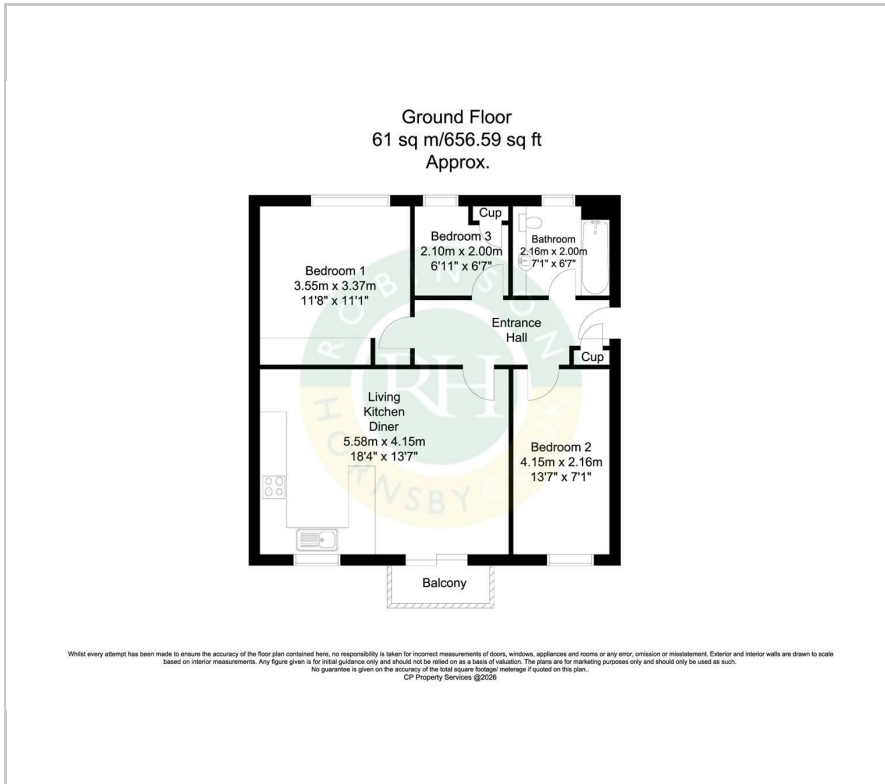 Ground Floor
61 sq m/656.59 sq ft
Approx.
Cup
Bedroom 3
2.10m x 2.00m
6'11" x 6'7"
Bathroom
2.16m x 2.00m
7'1" x 6'7"
Bedroom 1
3.55m x 3.37m
11'8" x 11'1"
Entrance
Hall
Cup
Living
Kitchen
Diner
5.58m x 4.15m
18'4" x 13'7"
Bedroom 2
4.15m x 2.16m
13'7" x 7'1"
Balcony
ROBINSON
RH
HORNSBY
UK
Whilst every attempt has been made to ensure the accuracy of the floor plan contained here, no responsibility is taken for incorrect measurements of doors, windows, appliances and rooms or any error, omission or misstatement. Exterior and interior walls are drawn to scale
based on interior measurements. Any figure given is for initial guidance only and should not be relied on as a basis of valuation. The plans are for marketing purposes only and should only be used as such.
No guarantee is given on the accuracy of the total square footage/ meterage if quoted on this plan..
CP Property Services @2026